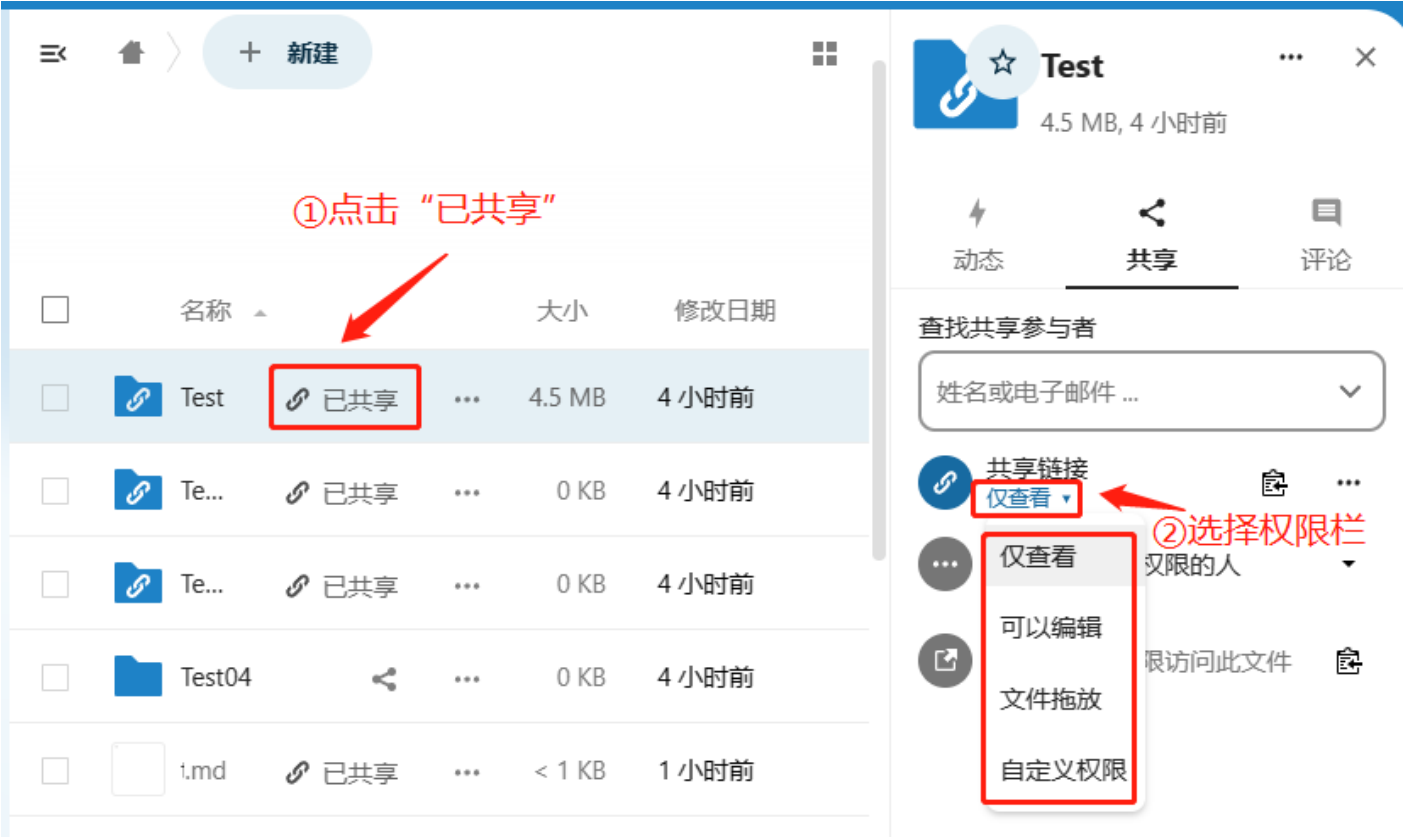 新建
①点击“已共享”
名称 大小 修改日期
Test 已共享 4.5 MB 4 小时前
Te... 已共享 0 KB 4 小时前
Te... 已共享 0 KB 4 小时前
Test04 0 KB 4 小时前
.md 已共享 < 1 KB 1 小时前
Test
4.5 MB, 4 小时前
动态 共享 评论
查找共享参与者
姓名或电子邮件 ...
共享链接
仅查看
②选择权限栏
仅查看
权限的人
可以编辑
限访问此文件
文件拖放
自定义权限